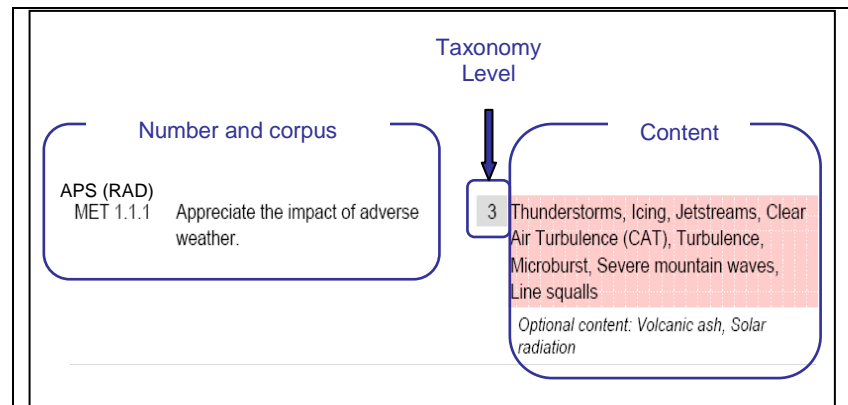 Taxonomy
Level
Number and corpus
Content
APS (RAD)
MET 1.1.1 Appreciate the impact of adverse
weather.
3
Thunderstorms, Icing, Jetstreams, Clear
Air Turbulence (CAT), Turbulence,
Microburst, Severe mountain waves,
Line squalls
Optional content: Volcanic ash, Solar
radiation